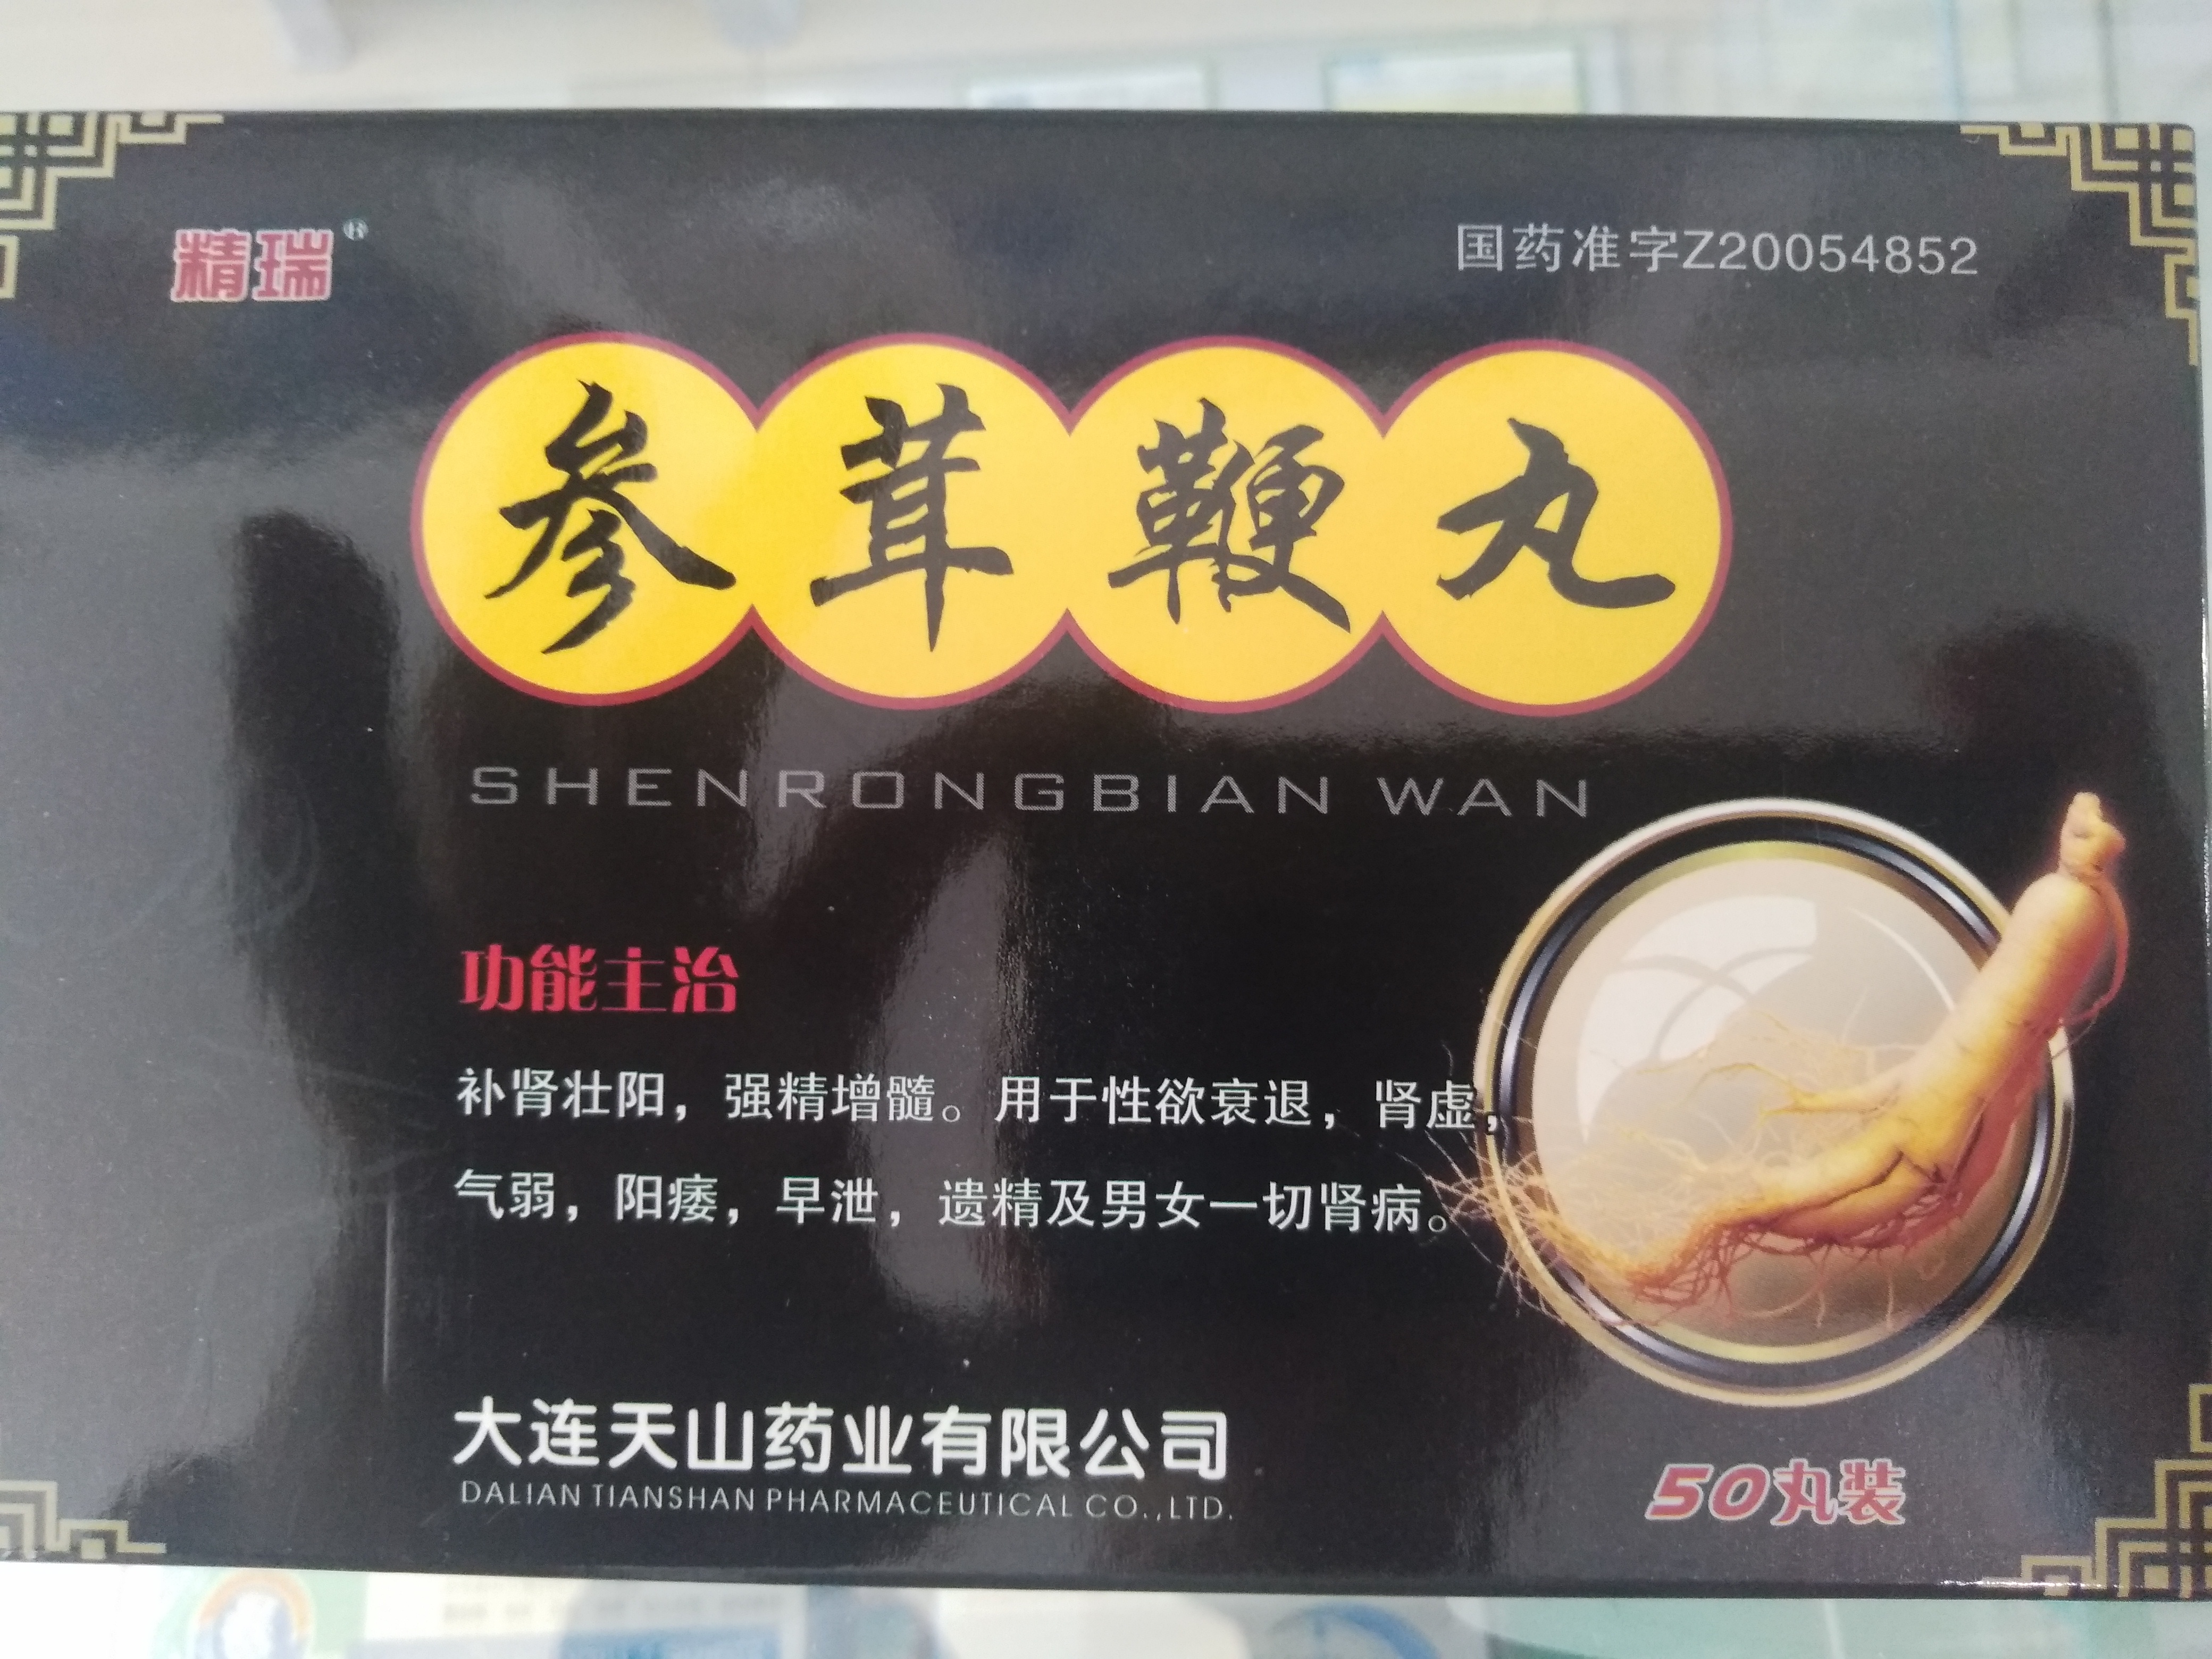 精瑞®
国药准字Z20054852
参茸鞭丸
SHENRONGBIAN WAN
功能主治
补肾壮阳，强精增髓。用于性欲衰退，肾虚，
气弱，阳痿，早泄，遗精及男女一切肾病。
大连天山药业有限公司
DALIAN TIANSHAN PHARMACEUTICAL CO.,LTD.
50丸装